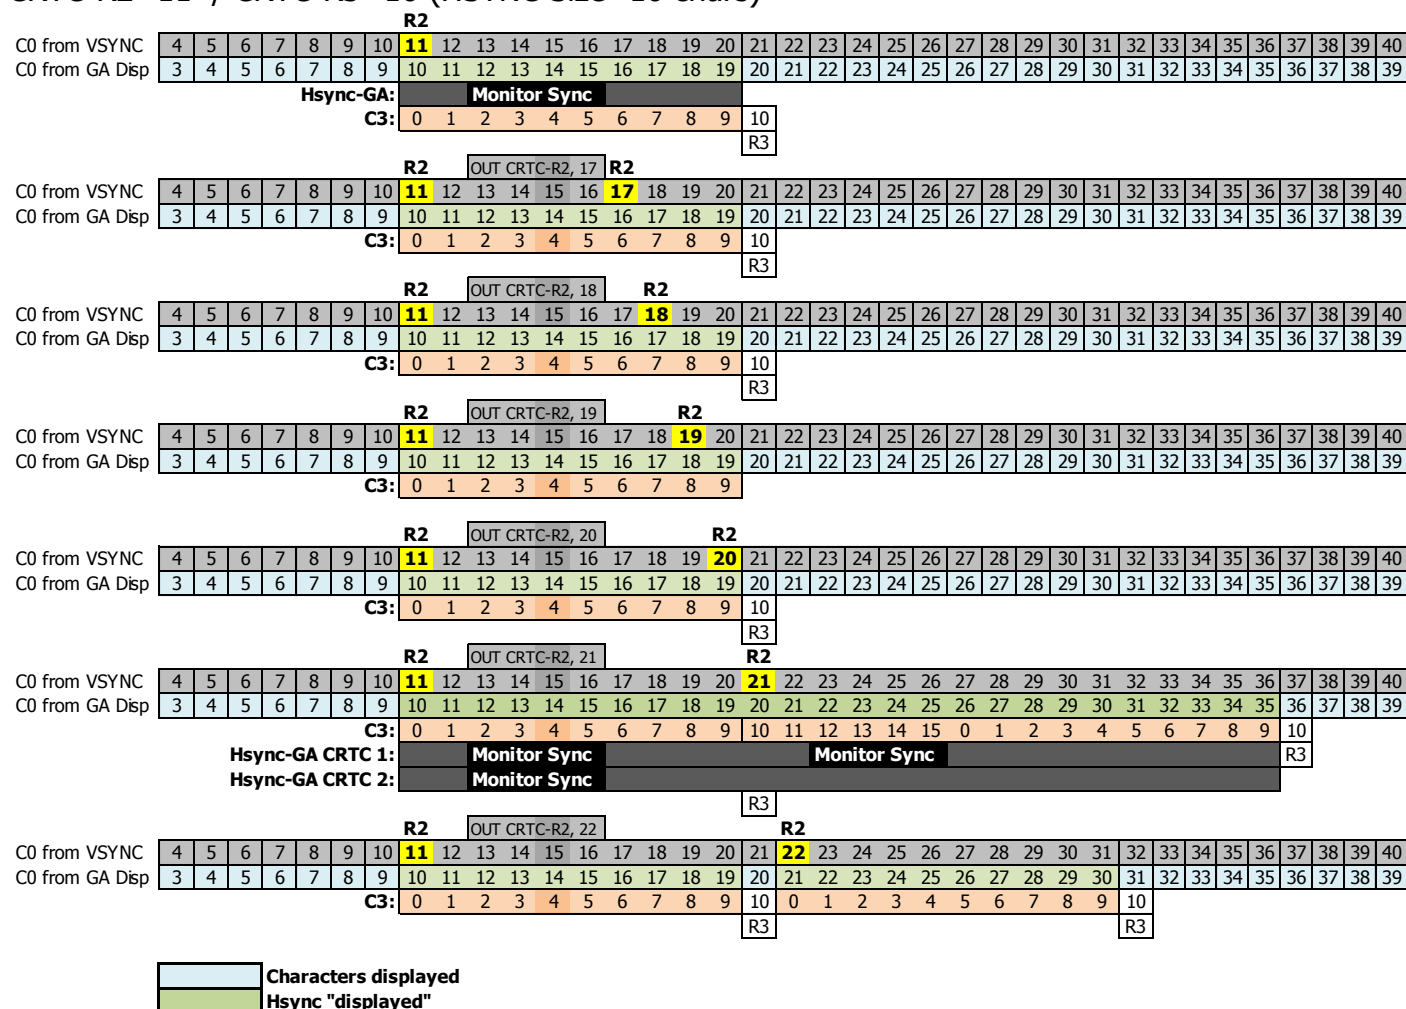 R2
C0 from VSYNC 4 5 6 7 8 9 10 11 12 13 14 15 16 17 18 19 20 21 22 23 24 25 26 27 28 29 30 31 32 33 34 35 36 37 38 39 40
C0 from GA Disp 3 4 5 6 7 8 9 10 11 12 13 14 15 16 17 18 19 20 21 22 23 24 25 26 27 28 29 30 31 32 33 34 35 36 37 38 39
Hsync-GA: Monitor Sync
C3: 0 1 2 3 4 5 6 7 8 9 10
R3
R2 OUT CRTC-R2, 17 R2
C0 from VSYNC 4 5 6 7 8 9 10 11 12 13 14 15 16 17 18 19 20 21 22 23 24 25 26 27 28 29 30 31 32 33 34 35 36 37 38 39 40
C0 from GA Disp 3 4 5 6 7 8 9 10 11 12 13 14 15 16 17 18 19 20 21 22 23 24 25 26 27 28 29 30 31 32 33 34 35 36 37 38 39
C3: 0 1 2 3 4 5 6 7 8 9 10
R3
R2 OUT CRTC-R2, 18 R2
C0 from VSYNC 4 5 6 7 8 9 10 11 12 13 14 15 16 17 18 19 20 21 22 23 24 25 26 27 28 29 30 31 32 33 34 35 36 37 38 39 40
C0 from GA Disp 3 4 5 6 7 8 9 10 11 12 13 14 15 16 17 18 19 20 21 22 23 24 25 26 27 28 29 30 31 32 33 34 35 36 37 38 39
C3: 0 1 2 3 4 5 6 7 8 9 10
R3
R2 OUT CRTC-R2, 19 R2
C0 from VSYNC 4 5 6 7 8 9 10 11 12 13 14 15 16 17 18 19 20 21 22 23 24 25 26 27 28 29 30 31 32 33 34 35 36 37 38 39 40
C0 from GA Disp 3 4 5 6 7 8 9 10 11 12 13 14 15 16 17 18 19 20 21 22 23 24 25 26 27 28 29 30 31 32 33 34 35 36 37 38 39
C3: 0 1 2 3 4 5 6 7 8 9
R2 OUT CRTC-R2, 20 R2
C0 from VSYNC 4 5 6 7 8 9 10 11 12 13 14 15 16 17 18 19 20 21 22 23 24 25 26 27 28 29 30 31 32 33 34 35 36 37 38 39 40
C0 from GA Disp 3 4 5 6 7 8 9 10 11 12 13 14 15 16 17 18 19 20 21 22 23 24 25 26 27 28 29 30 31 32 33 34 35 36 37 38 39
C3: 0 1 2 3 4 5 6 7 8 9 10
R3
R2 OUT CRTC-R2, 21 R2
C0 from VSYNC 4 5 6 7 8 9 10 11 12 13 14 15 16 17 18 19 20 21 22 23 24 25 26 27 28 29 30 31 32 33 34 35 36 37 38 39 40
C0 from GA Disp 3 4 5 6 7 8 9 10 11 12 13 14 15 16 17 18 19 20 21 22 23 24 25 26 27 28 29 30 31 32 33 34 35 36 37 38 39
C3: 0 1 2 3 4 5 6 7 8 9 10 11 12 13 14 15 0 1 2 3 4 5 6 7 8 9 10
Hsync-GA CRTC 1: Monitor Sync Monitor Sync R3
Hsync-GA CRTC 2: Monitor Sync
R3
R2 OUT CRTC-R2, 22 R2
C0 from VSYNC 4 5 6 7 8 9 10 11 12 13 14 15 16 17 18 19 20 21 22 23 24 25 26 27 28 29 30 31 32 33 34 35 36 37 38 39 40
C0 from GA Disp 3 4 5 6 7 8 9 10 11 12 13 14 15 16 17 18 19 20 21 22 23 24 25 26 27 28 29 30 31 32 33 34 35 36 37 38 39
C3: 0 1 2 3 4 5 6 7 8 9 10 0 1 2 3 4 5 6 7 8 9 10
R3 R3
Characters displayed
Hsync "displayed"